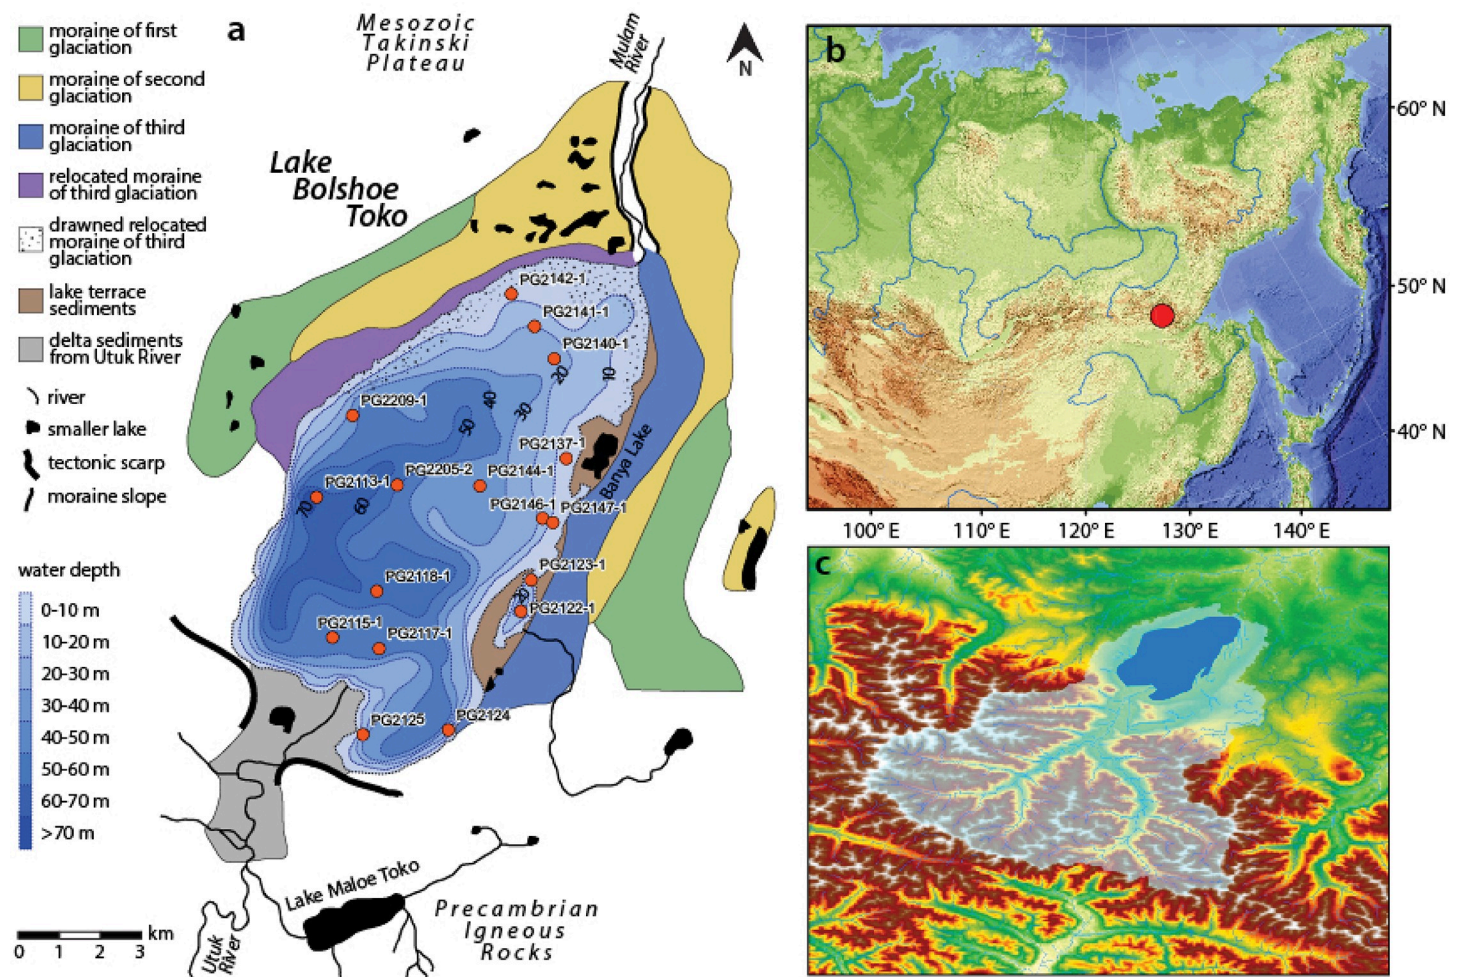 moraine of first
glaciation
moraine of second
glaciation
moraine of third
glaciation
relocated moraine
of third glaciation
drawned relocated
moraine of third
glaciation
lake terrace
sediments
delta sediments
from Utuk River
river
smaller lake
tectonic scarp
moraine slope
water depth
0-10 m
10-20 m
20-30 m
30-40 m
40-50 m
50-60 m
60-70 m
>70 m
km
0 1 2 3
a
Mesozoic
Takinski
Plateau
Mulam
River
N
Lake
Bolshoe
Toko
PG2142-1
PG2141-1
PG2140-1
20
10
PG2209-1
40
30
50
PG2137-1
Banya Lake
PG2205-2
PG2144-1
PG2113-1
70
60
PG2146-1
PG2147-1
PG2123-1
20
PG2122-1
PG2118-1
PG2115-1
PG2117-1
PG2125
PG2124
Lake Maloe Toko
Precambrian
Igneous
Rocks
Utuk
River
b
60° N
50° N
40° N
100° E
110° E
120° E
130° E
140° E
c